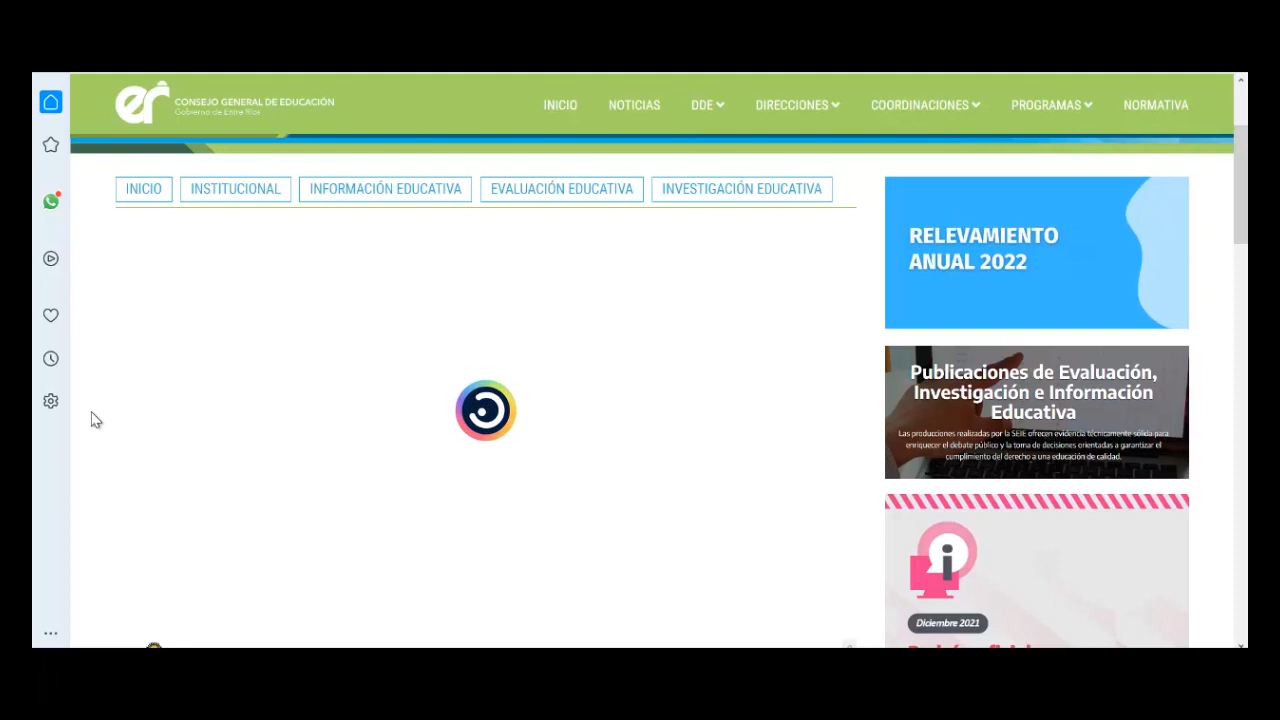 er
CONSEJO GENERAL DE EDUCACIÓN
Gobierno de Entre Ríos
INICIO
NOTICIAS
DDE
DIRECCIONES
COORDINACIONES
PROGRAMAS
NORMATIVA
INICIO
INSTITUCIONAL
INFORMACIÓN EDUCATIVA
EVALUACIÓN EDUCATIVA
INVESTIGACIÓN EDUCATIVA
RELEVAMIENTO
ANUAL 2022
Publicaciones de Evaluación,
Investigación e Información
Educativa
Las producciones realizadas por la SEIE ofrecen evidencia técnicamente sólida para
enriquecer el debate público y la toma de decisiones orientadas a garantizar el
cumplimiento del derecho a una educación de calidad.
i
Diciembre 2021